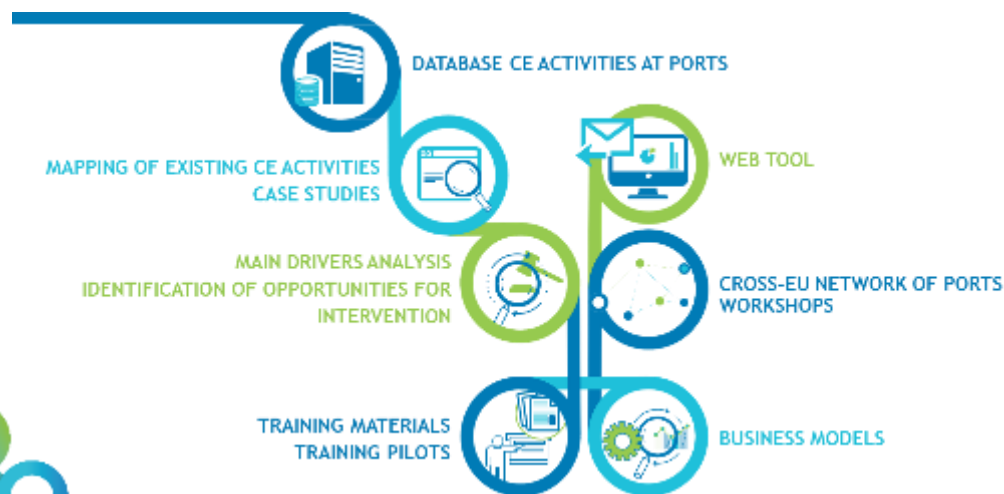 DATABASE CE ACTIVITIES AT PORTS
MAPPING OF EXISTING CE ACTIVITIES
CASE STUDIES
WEB TOOL
MAIN DRIVERS ANALYSIS
IDENTIFICATION OF OPPORTUNITIES FOR
INTERVENTION
CROSS-EU NETWORK OF PORTS
WORKSHOPS
TRAINING MATERIALS
TRAINING PILOTS
BUSINESS MODELS